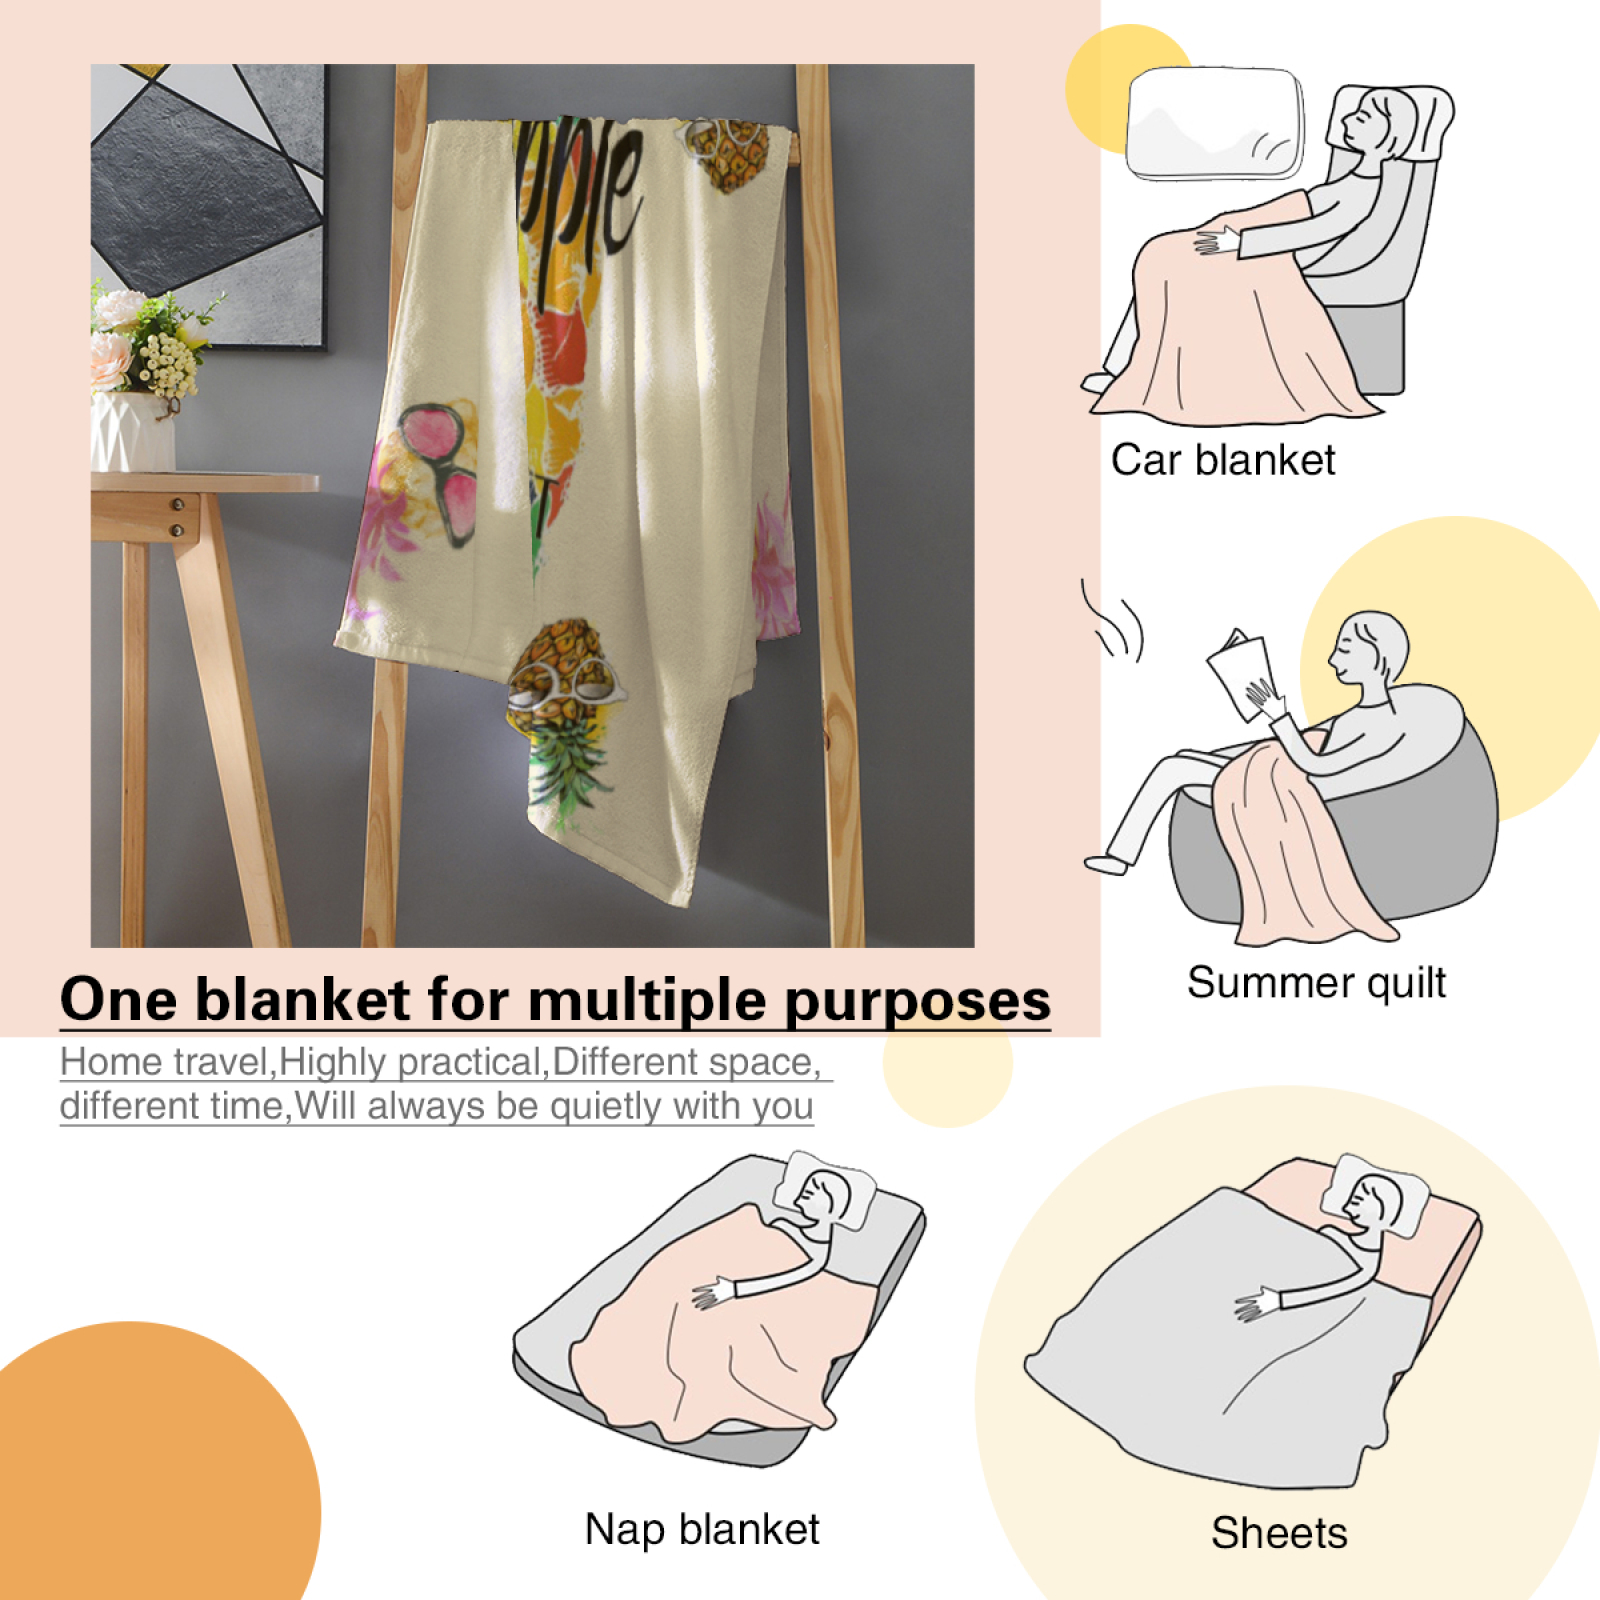 pple
Car blanket
Summer quilt
One blanket for multiple purposes
Home travel,Highly practical,Different space,
different time,Will always be quietly with you
Nap blanket
Sheets